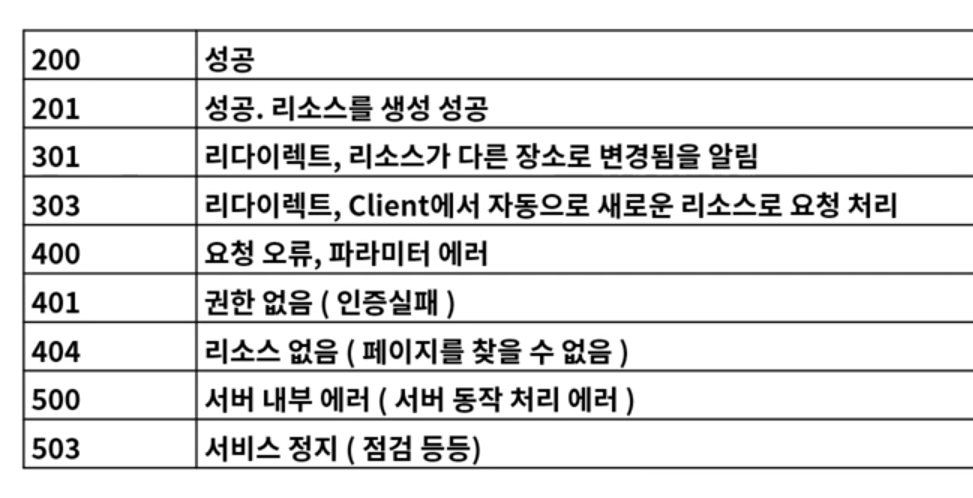 200 성공
201 성공. 리소스를 생성 성공
301 리다이렉트, 리소스가 다른 장소로 변경됨을 알림
303 리다이렉트, Client에서 자동으로 새로운 리소스로 요청 처리
400 요청 오류, 파라미터 에러
401 권한 없음 ( 인증실패 )
404 리소스 없음 ( 페이지를 찾을 수 없음 )
500 서버 내부 에러 ( 서버 동작 처리 에러 )
503 서비스 정지 ( 점검 등등)